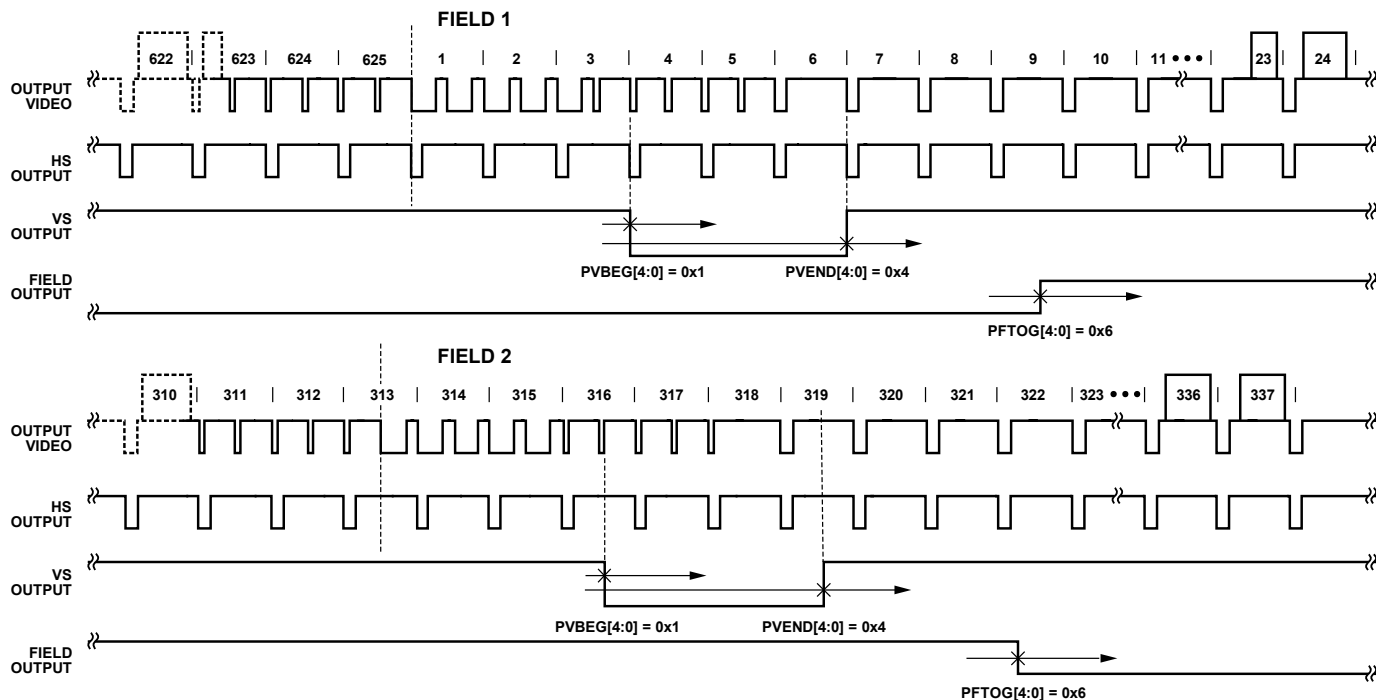 FIELD 1
622 623 624 625 1 2 3 4 5 6 7 8 9 10 11 ••• 23 24
OUTPUT
VIDEO
HS
OUTPUT
VS
OUTPUT
PVBEG[4:0] = 0x1 PVEND[4:0] = 0x4
FIELD
OUTPUT
PFTOG[4:0] = 0x6
FIELD 2
310 311 312 313 314 315 316 317 318 319 320 321 322 323 ••• 336 337
OUTPUT
VIDEO
HS
OUTPUT
VS
OUTPUT
PVBEG[4:0] = 0x1 PVEND[4:0] = 0x4
FIELD
OUTPUT
PFTOG[4:0] = 0x6